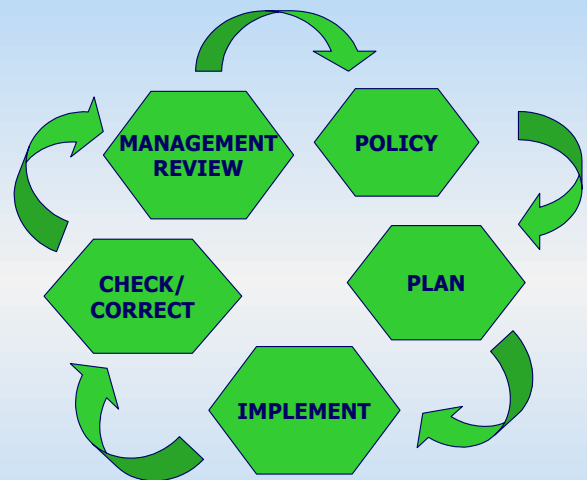 MANAGEMENT
REVIEW
POLICY
PLAN
IMPLEMENT
CHECK/
CORRECT